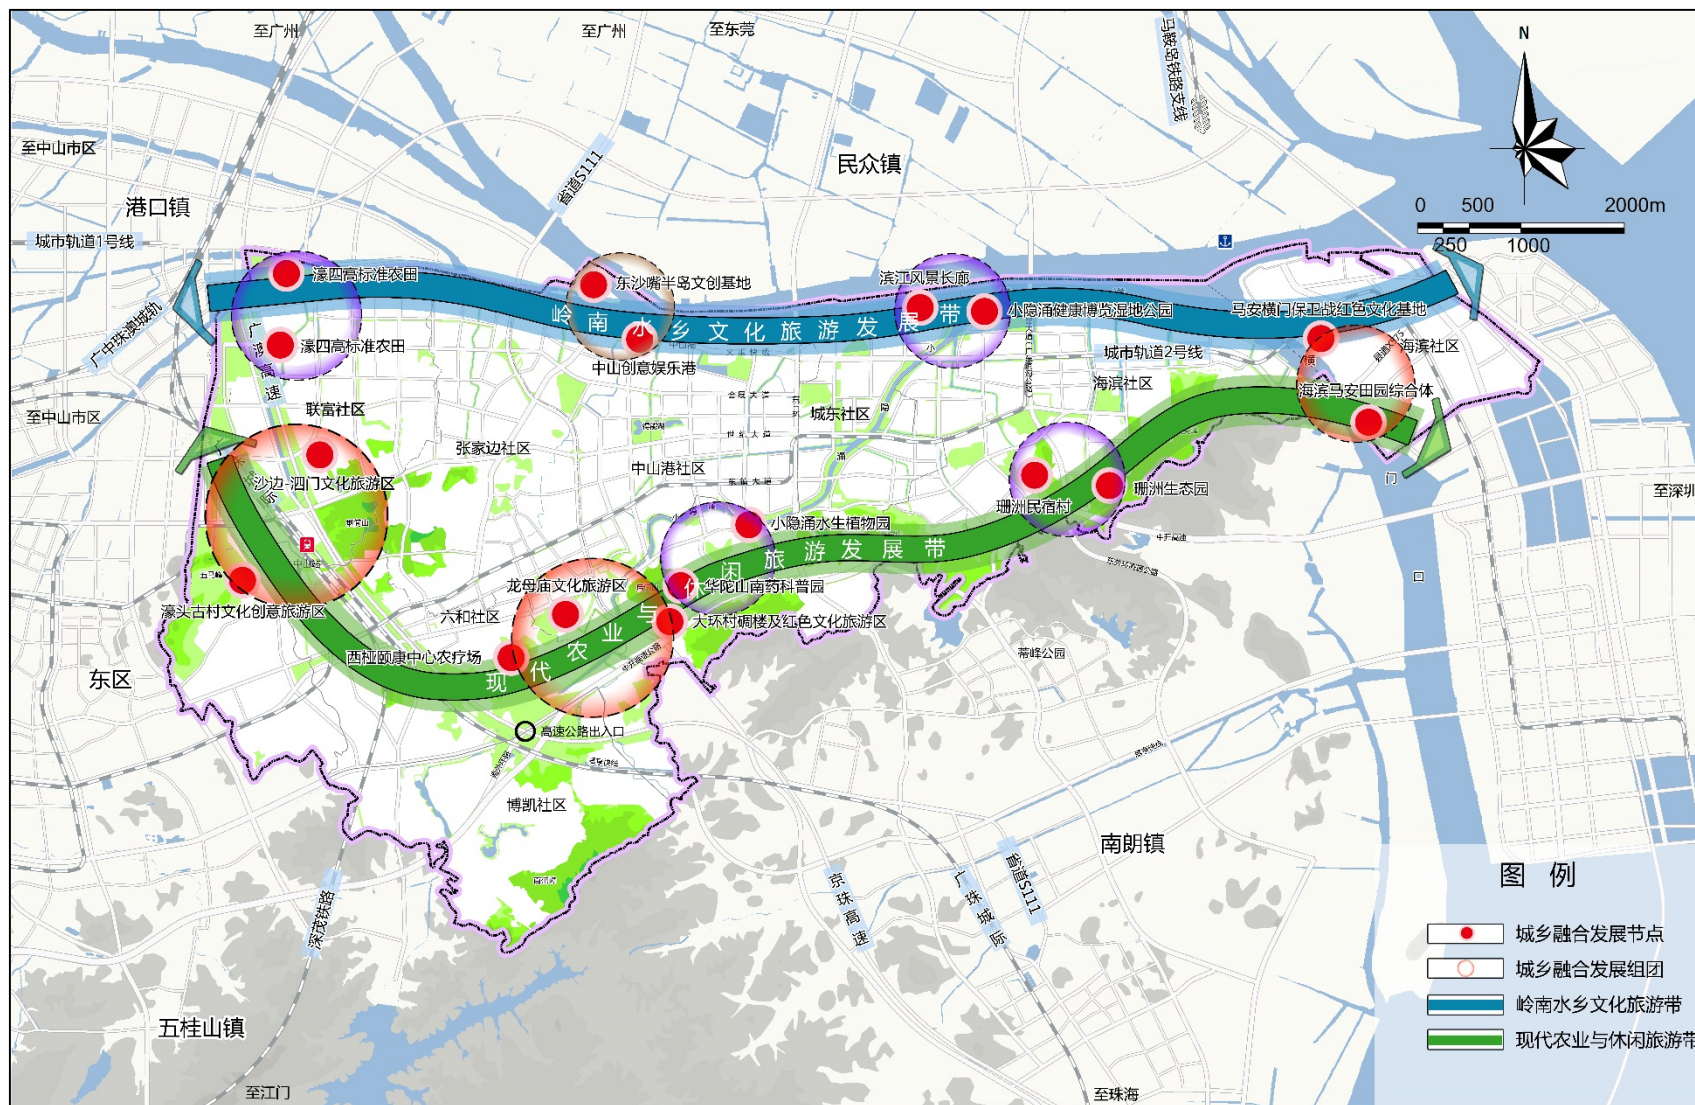 至广州
至广州
至东莞
马鞍岛铁路支线
N
至中山市区
省道S111
民众镇
港口镇
0 500 2000m
250 1000
城市轨道1号线
濠四高标准农田
东沙嘴半岛文创基地
滨江风景长廊
小隐涌健康博览湿地公园
马安横门保卫战红色文化基地
广中珠澳城轨
岭南水乡文化旅游发展带
广澳高速
濠四高标准农田
中山创意娱乐港
城市轨道2号线
海滨社区
海滨社区
海滨马安田园综合体
至中山市区
联富社区
城东社区
张家边社区
世纪大道
中山港社区
沙边-泗门文化旅游区
珊洲民宿村
珊洲生态园
横
门
口
至深圳
小隐涌水生植物园
现代农业与休闲旅游发展带
中开高速
濠头古村文化创意旅游区
龙母庙文化旅游区
华陀山南药科普园
六和社区
大环村碉楼及红色文化旅游区
西桠颐康中心农疗场
蒂峰公园
东区
高速公路出入口
博凯社区
南朗镇
深茂铁路
京珠高速
广珠城际
省道S111
五桂山镇
至江门
至珠海
图 例
城乡融合发展节点
城乡融合发展组团
岭南水乡文化旅游带
现代农业与休闲旅游带